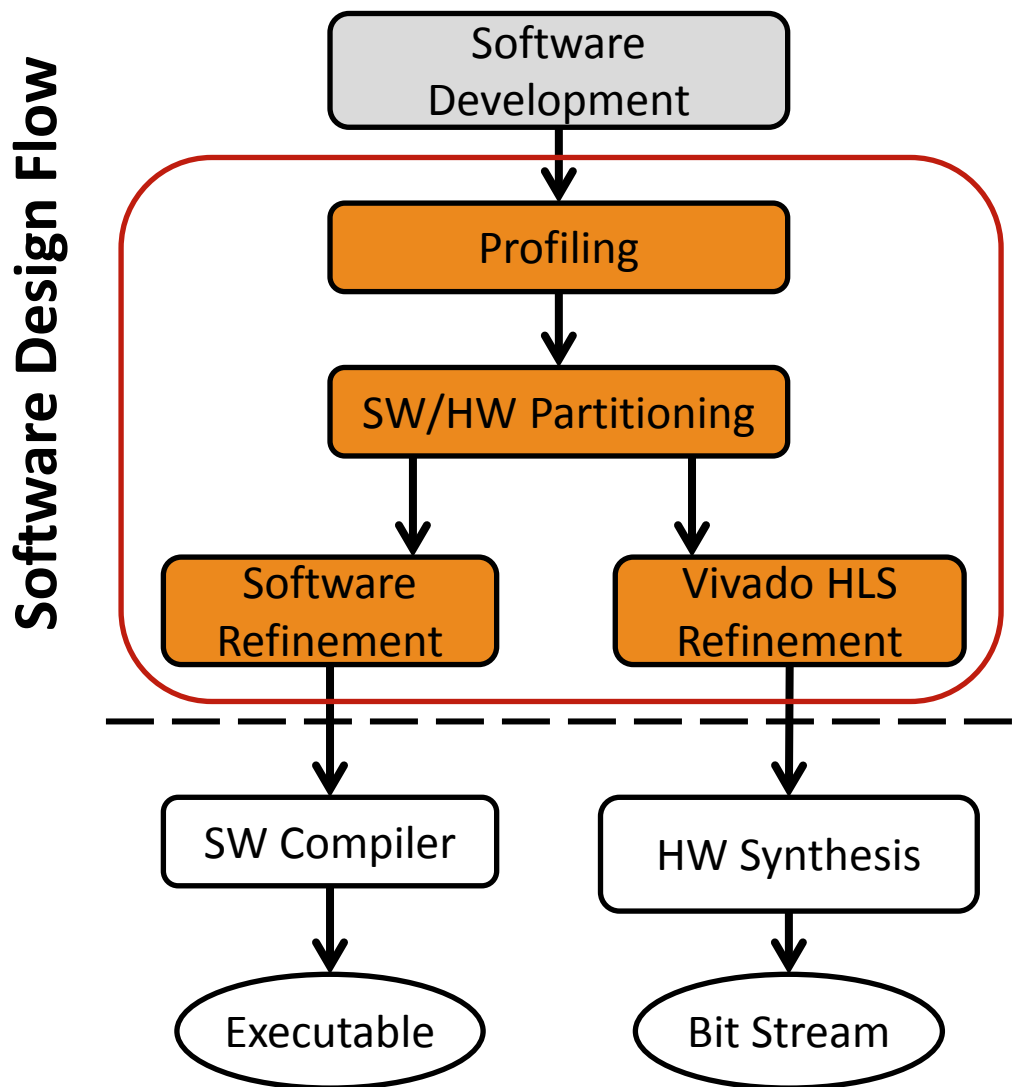 Software Design Flow
Software
Development
Profiling
SW/HW Partitioning
Software
Refinement
Vivado HLS
Refinement
SW Compiler
HW Synthesis
Executable
Bit Stream